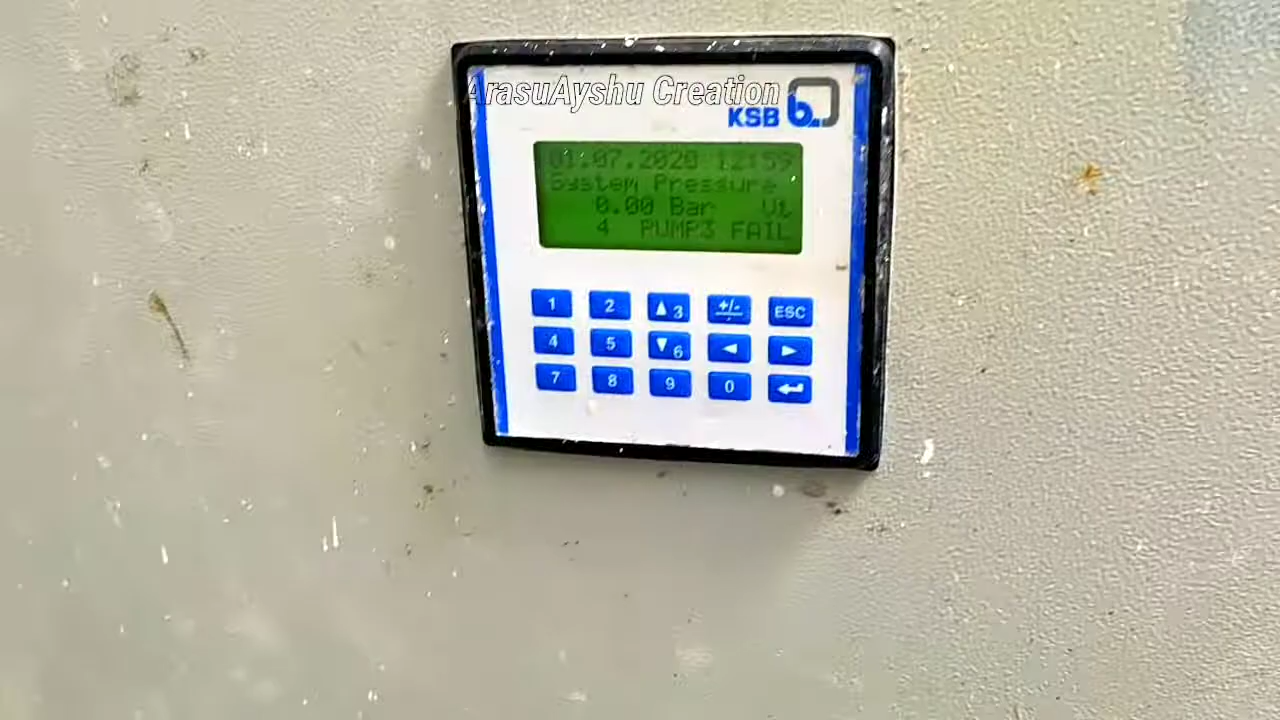 ArasuAyshu Creation
KSB b.
01.07.2020 12:59
System Pressure
0.00 Bar
4 PUMP3 FAIL
1 2 ▲3 +/- ESC
4 5 ▼6 ◄ ►
7 8 9 0 ↵